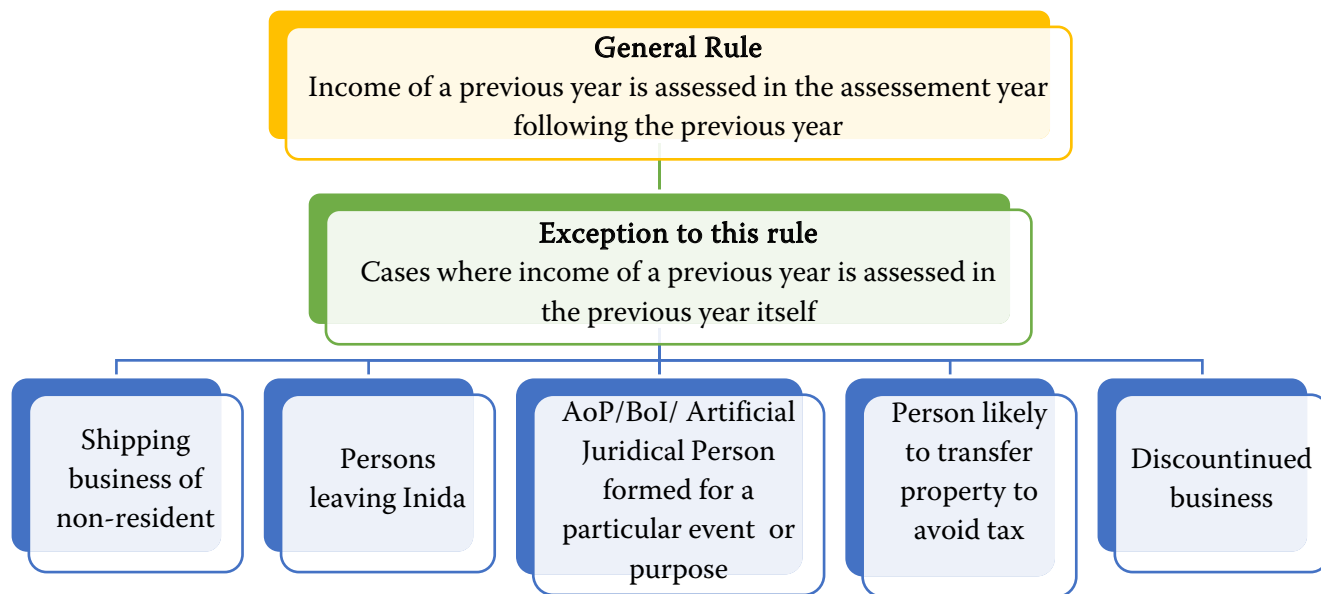 General Rule
Income of a previous year is assessed in the assessement year
following the previous year
Exception to this rule
Cases where income of a previous year is assessed in
the previous year itself
Shipping
business of
non-resident
Persons
leaving Inida
AoP/BoI/ Artificial
Juridical Person
formed for a
particular event or
purpose
Person likely
to transfer
property to
avoid tax
Discountinued
business